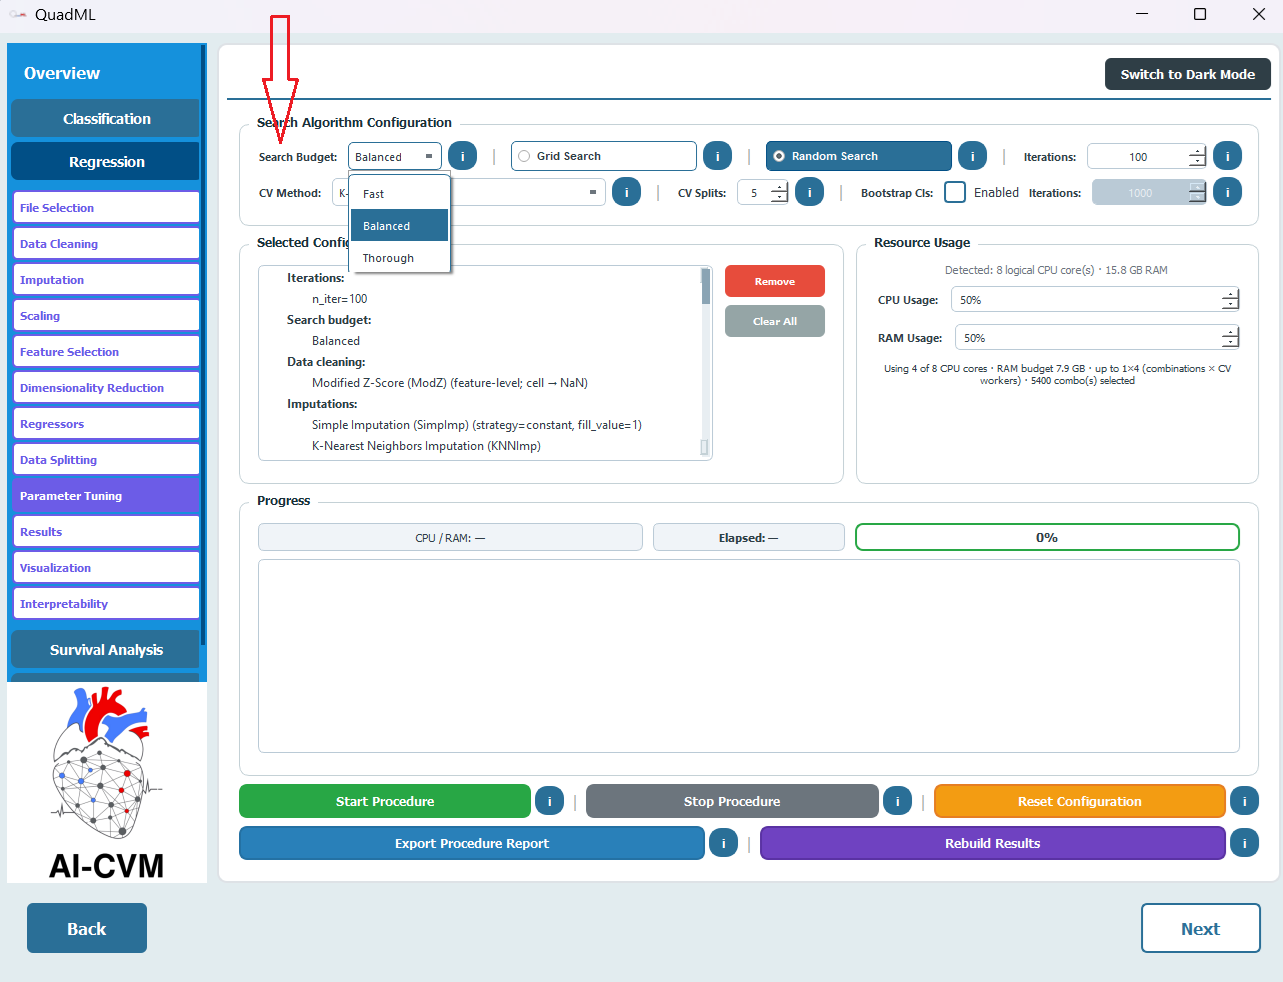 QuadML
Overview
Classification
Regression
File Selection
Data Cleaning
Imputation
Scaling
Feature Selection
Dimensionality Reduction
Regressors
Data Splitting
Parameter Tuning
Results
Visualization
Interpretability
Survival Analysis
AI-CVM
Switch to Dark Mode
Search Algorithm Configuration
Search Budget: Balanced i | Grid Search i | Random Search i | Iterations: 100 i
CV Method: K- i | CV Splits: 5 i | Bootstrap CIs: Enabled Iterations: 1000 i
Fast
Balanced
Thorough
Selected
Iterations:
n_iter=100
Search budget:
Balanced
Data cleaning:
Modified Z-Score (ModZ) (feature-level; cell → NaN)
Imputations:
Simple Imputation (SimpImp) (strategy=constant, fill_value=1)
K-Nearest Neighbors Imputation (KNNImp)
Remove
Clear All
Resource Usage
Detected: 8 logical CPU core(s) · 15.8 GB RAM
CPU Usage: 50%
RAM Usage: 50%
Using 4 of 8 CPU cores · RAM budget 7.9 GB · up to 1×4 (combinations × CV
workers) · 5400 combo(s) selected
Progress
CPU / RAM: —
Elapsed: —
0%
Start Procedure i | Stop Procedure i | Reset Configuration i
Export Procedure Report i | Rebuild Results i
Back
Next